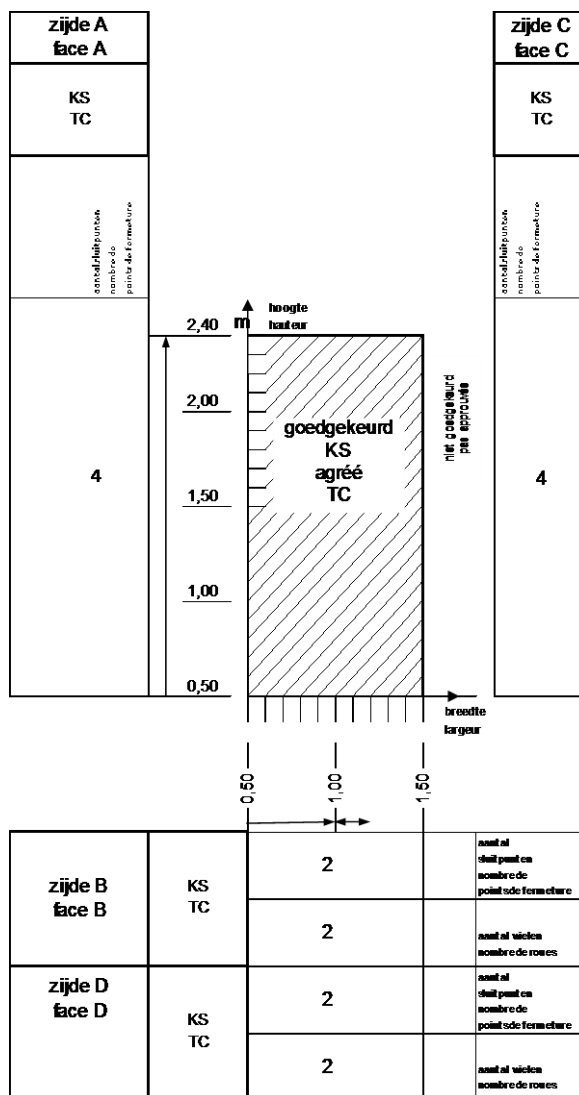 zijde A
face A
zijde C
face C
KS
TC
KS
TC
aantal sluitpunten
nombre de
points de fermeture
aantal sluitpunten
nombre de
points de fermeture
m
hoogte
hauteur
2,40
2,00
1,50
1,00
0,50
goedgekeurd
KS
agréé
TC
niet goedgekeurd
pas approuvée
4
4
breedte
largeur
0,50
1,00
1,50
zijde B
face B
KS
TC
2
aantal
sluitpunten
nombre de
points de fermeture
2
aantal wielen
nombre de roues
zijde D
face D
KS
TC
2
aantal
sluitpunten
nombre de
points de fermeture
2
aantal wielen
nombre de roues